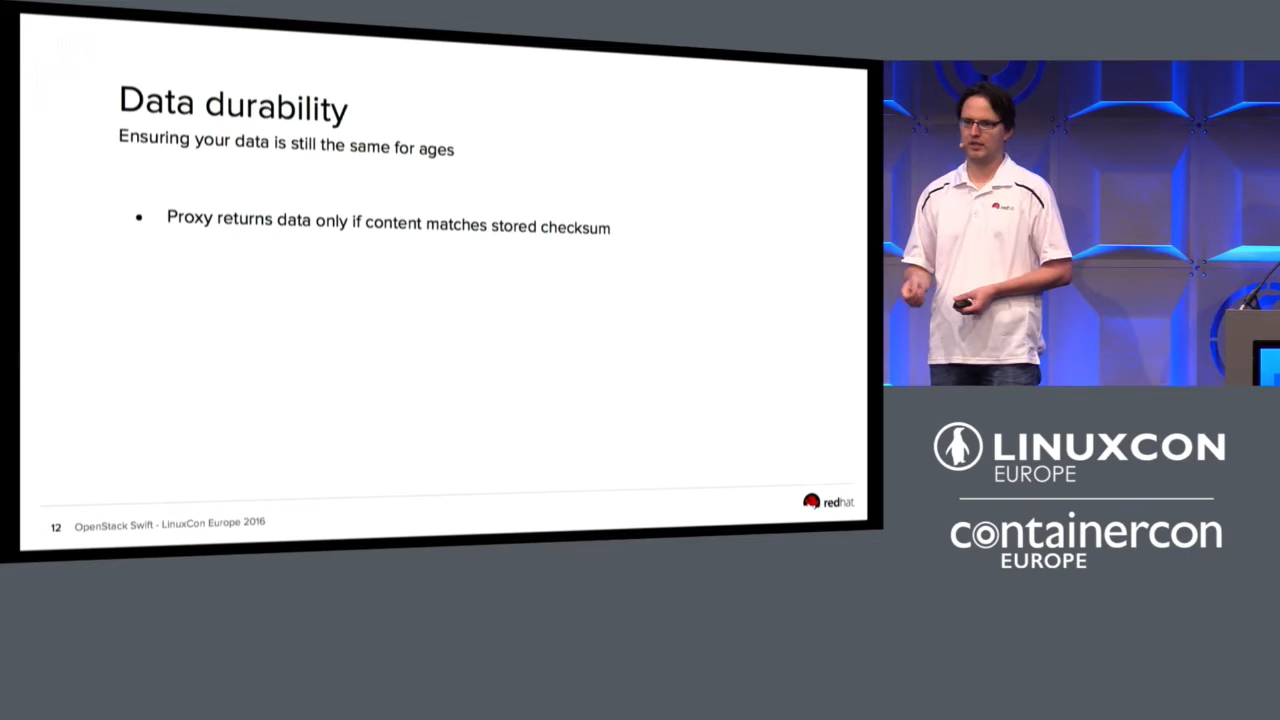 Data durability
Ensuring your data is still the same for ages
• Proxy returns data only if content matches stored checksum
redhat
12 OpenStack Swift - LinuxCon Europe 2016
LINUXCON
EUROPE
containercon
EUROPE